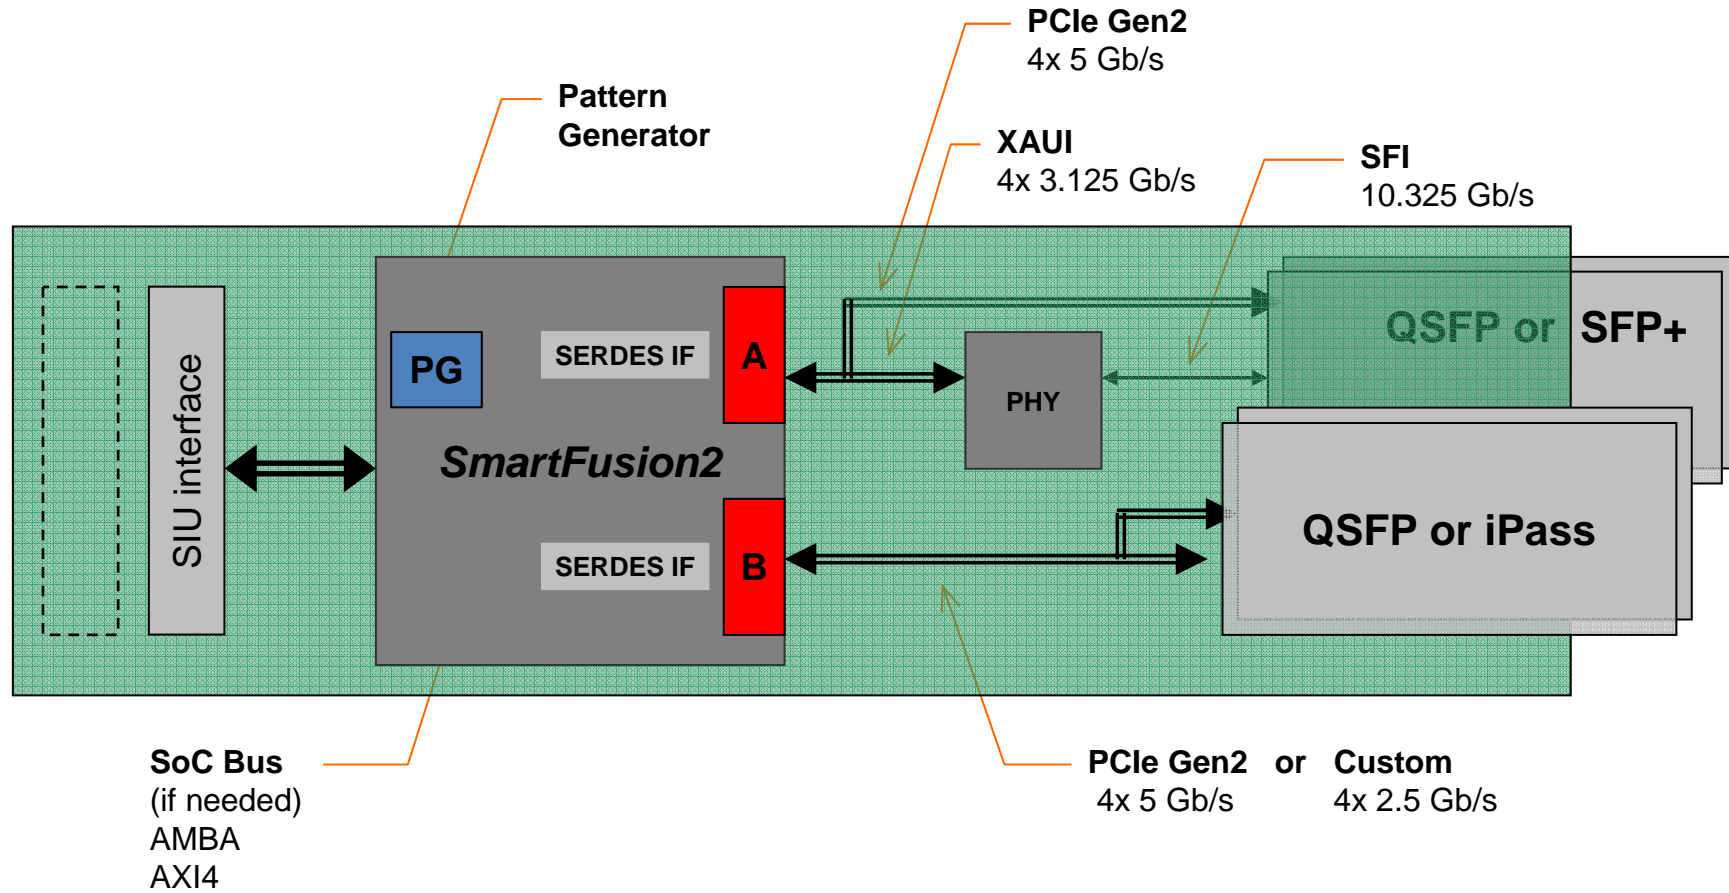 PCIe Gen2
4x 5 Gb/s
Pattern
Generator
XAUI
4x 3.125 Gb/s
SFI
10.325 Gb/s
SIU interface
PG
SERDES IF
A
PHY
QSFP or SFP+
SmartFusion2
SERDES IF
B
QSFP or iPass
SoC Bus
(if needed)
AMBA
AXI4
PCIe Gen2 or Custom
4x 5 Gb/s 4x 2.5 Gb/s